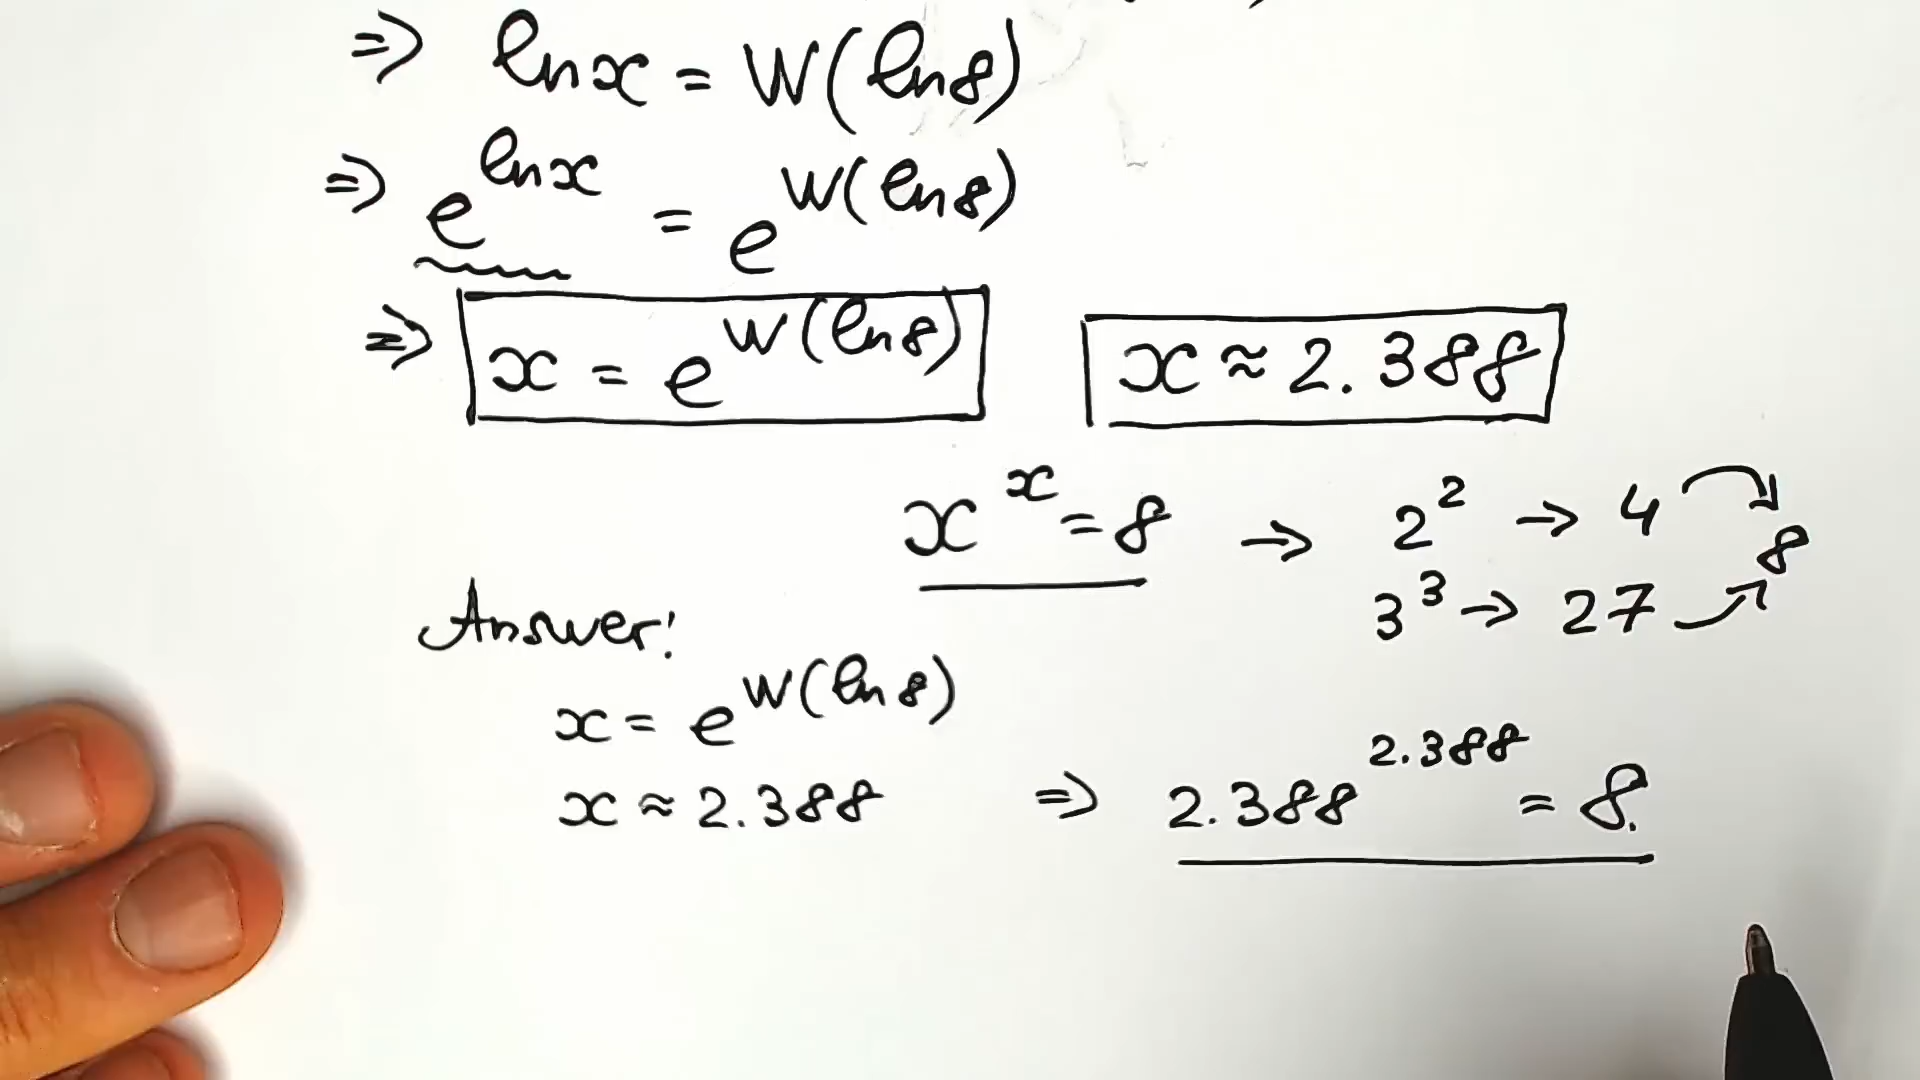 => ln x = W(ln 8)
=> e^{ln x} = e^{W(ln 8)}
=> x = e^{W(ln 8)} x ≈ 2.388
x^x = 8 → 2^2 → 4
8
3^3 → 27
Answer:
x = e^{W(ln 8)}
x ≈ 2.388 => 2.388^{2.388} = 8.